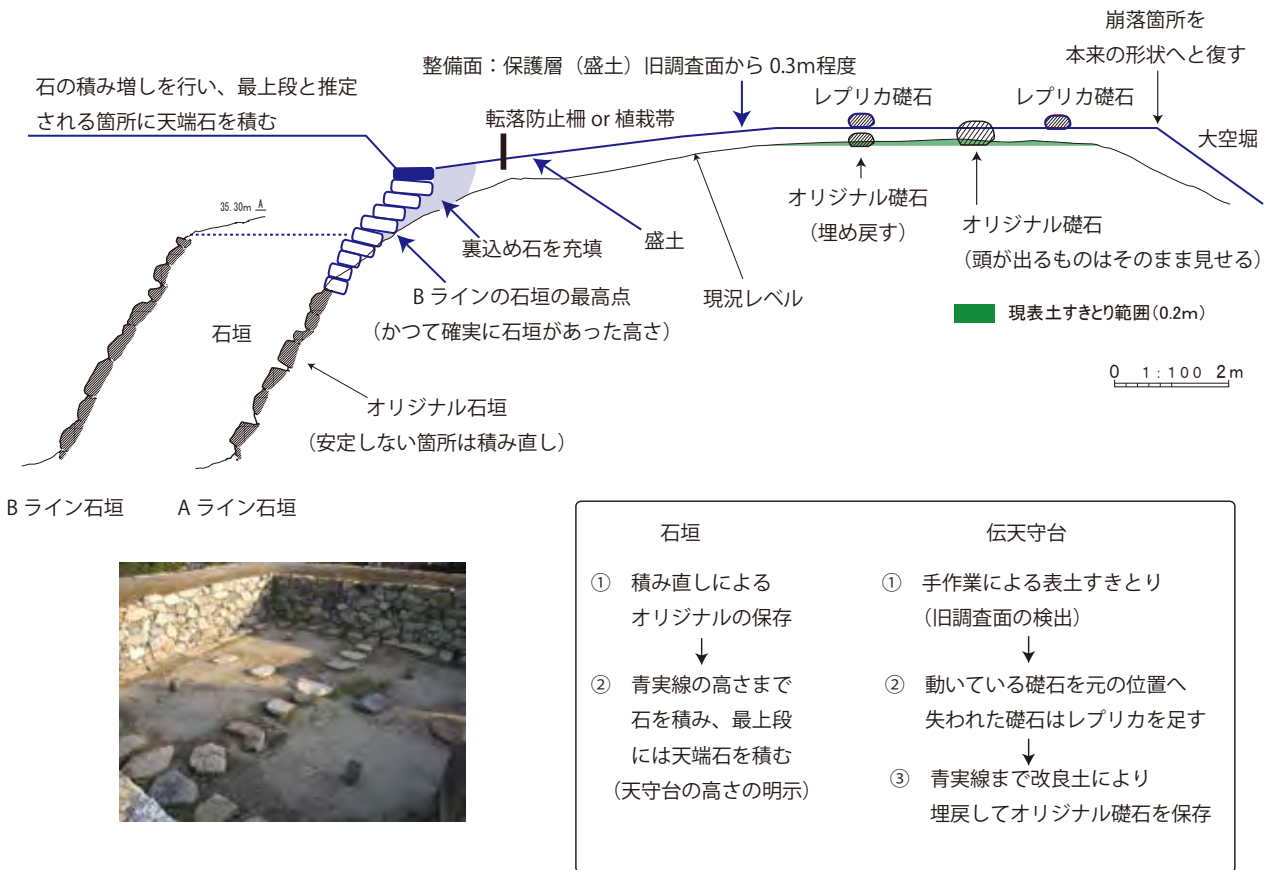 崩落箇所を
本来の形状へと復す
整備面：保護層（盛土）旧調査面から 0.3m程度
石の積み増しを行い、最上段と推定
される箇所に天端石を積む
レプリカ礎石
レプリカ礎石
転落防止柵 or 植栽帯
大空堀
オリジナル礎石
（埋め戻す）
オリジナル礎石
（頭が出るものはそのまま見せる）
35.30m A
裏込め石を充填
盛土
B ラインの石垣の最高点
（かつて確実に石垣があった高さ）
現況レベル
現表土すきとり範囲(0.2m)
石垣
0 1:100 2m
オリジナル石垣
（安定しない箇所は積み直し）
B ライン石垣
A ライン石垣
石垣
① 積み直しによる
オリジナルの保存
② 青実線の高さまで
石を積み、最上段
には天端石を積む
（天守台の高さの明示）
伝天守台
① 手作業による表土すきとり
（旧調査面の検出）
② 動いている礎石を元の位置へ
失われた礎石はレプリカを足す
③ 青実線まで改良土により
埋戻してオリジナル礎石を保存